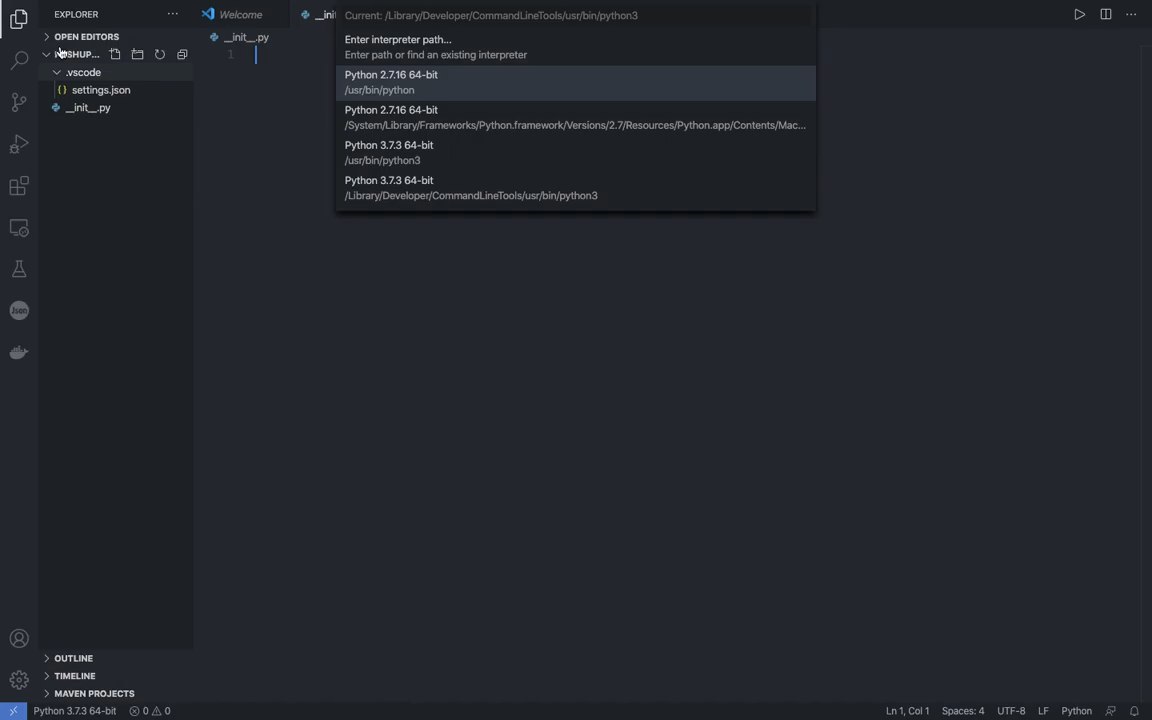 EXPLORER
OPEN EDITORS
.vscode
settings.json
__init__.py
OUTLINE
TIMELINE
MAVEN PROJECTS
Welcome
__init__.py
1
Current: /Library/Developer/CommandLineTools/usr/bin/python3
Enter interpreter path...
Enter path or find an existing interpreter
Python 2.7.16 64-bit
/usr/bin/python
Python 2.7.16 64-bit
/System/Library/Frameworks/Python.framework/Versions/2.7/Resources/Python.app/Contents/Mac...
Python 3.7.3 64-bit
/usr/bin/python3
Python 3.7.3 64-bit
/Library/Developer/CommandLineTools/usr/bin/python3
Json
Python 3.7.3 64-bit 0 0 Ln 1, Col 1 Spaces: 4 UTF-8 LF Python